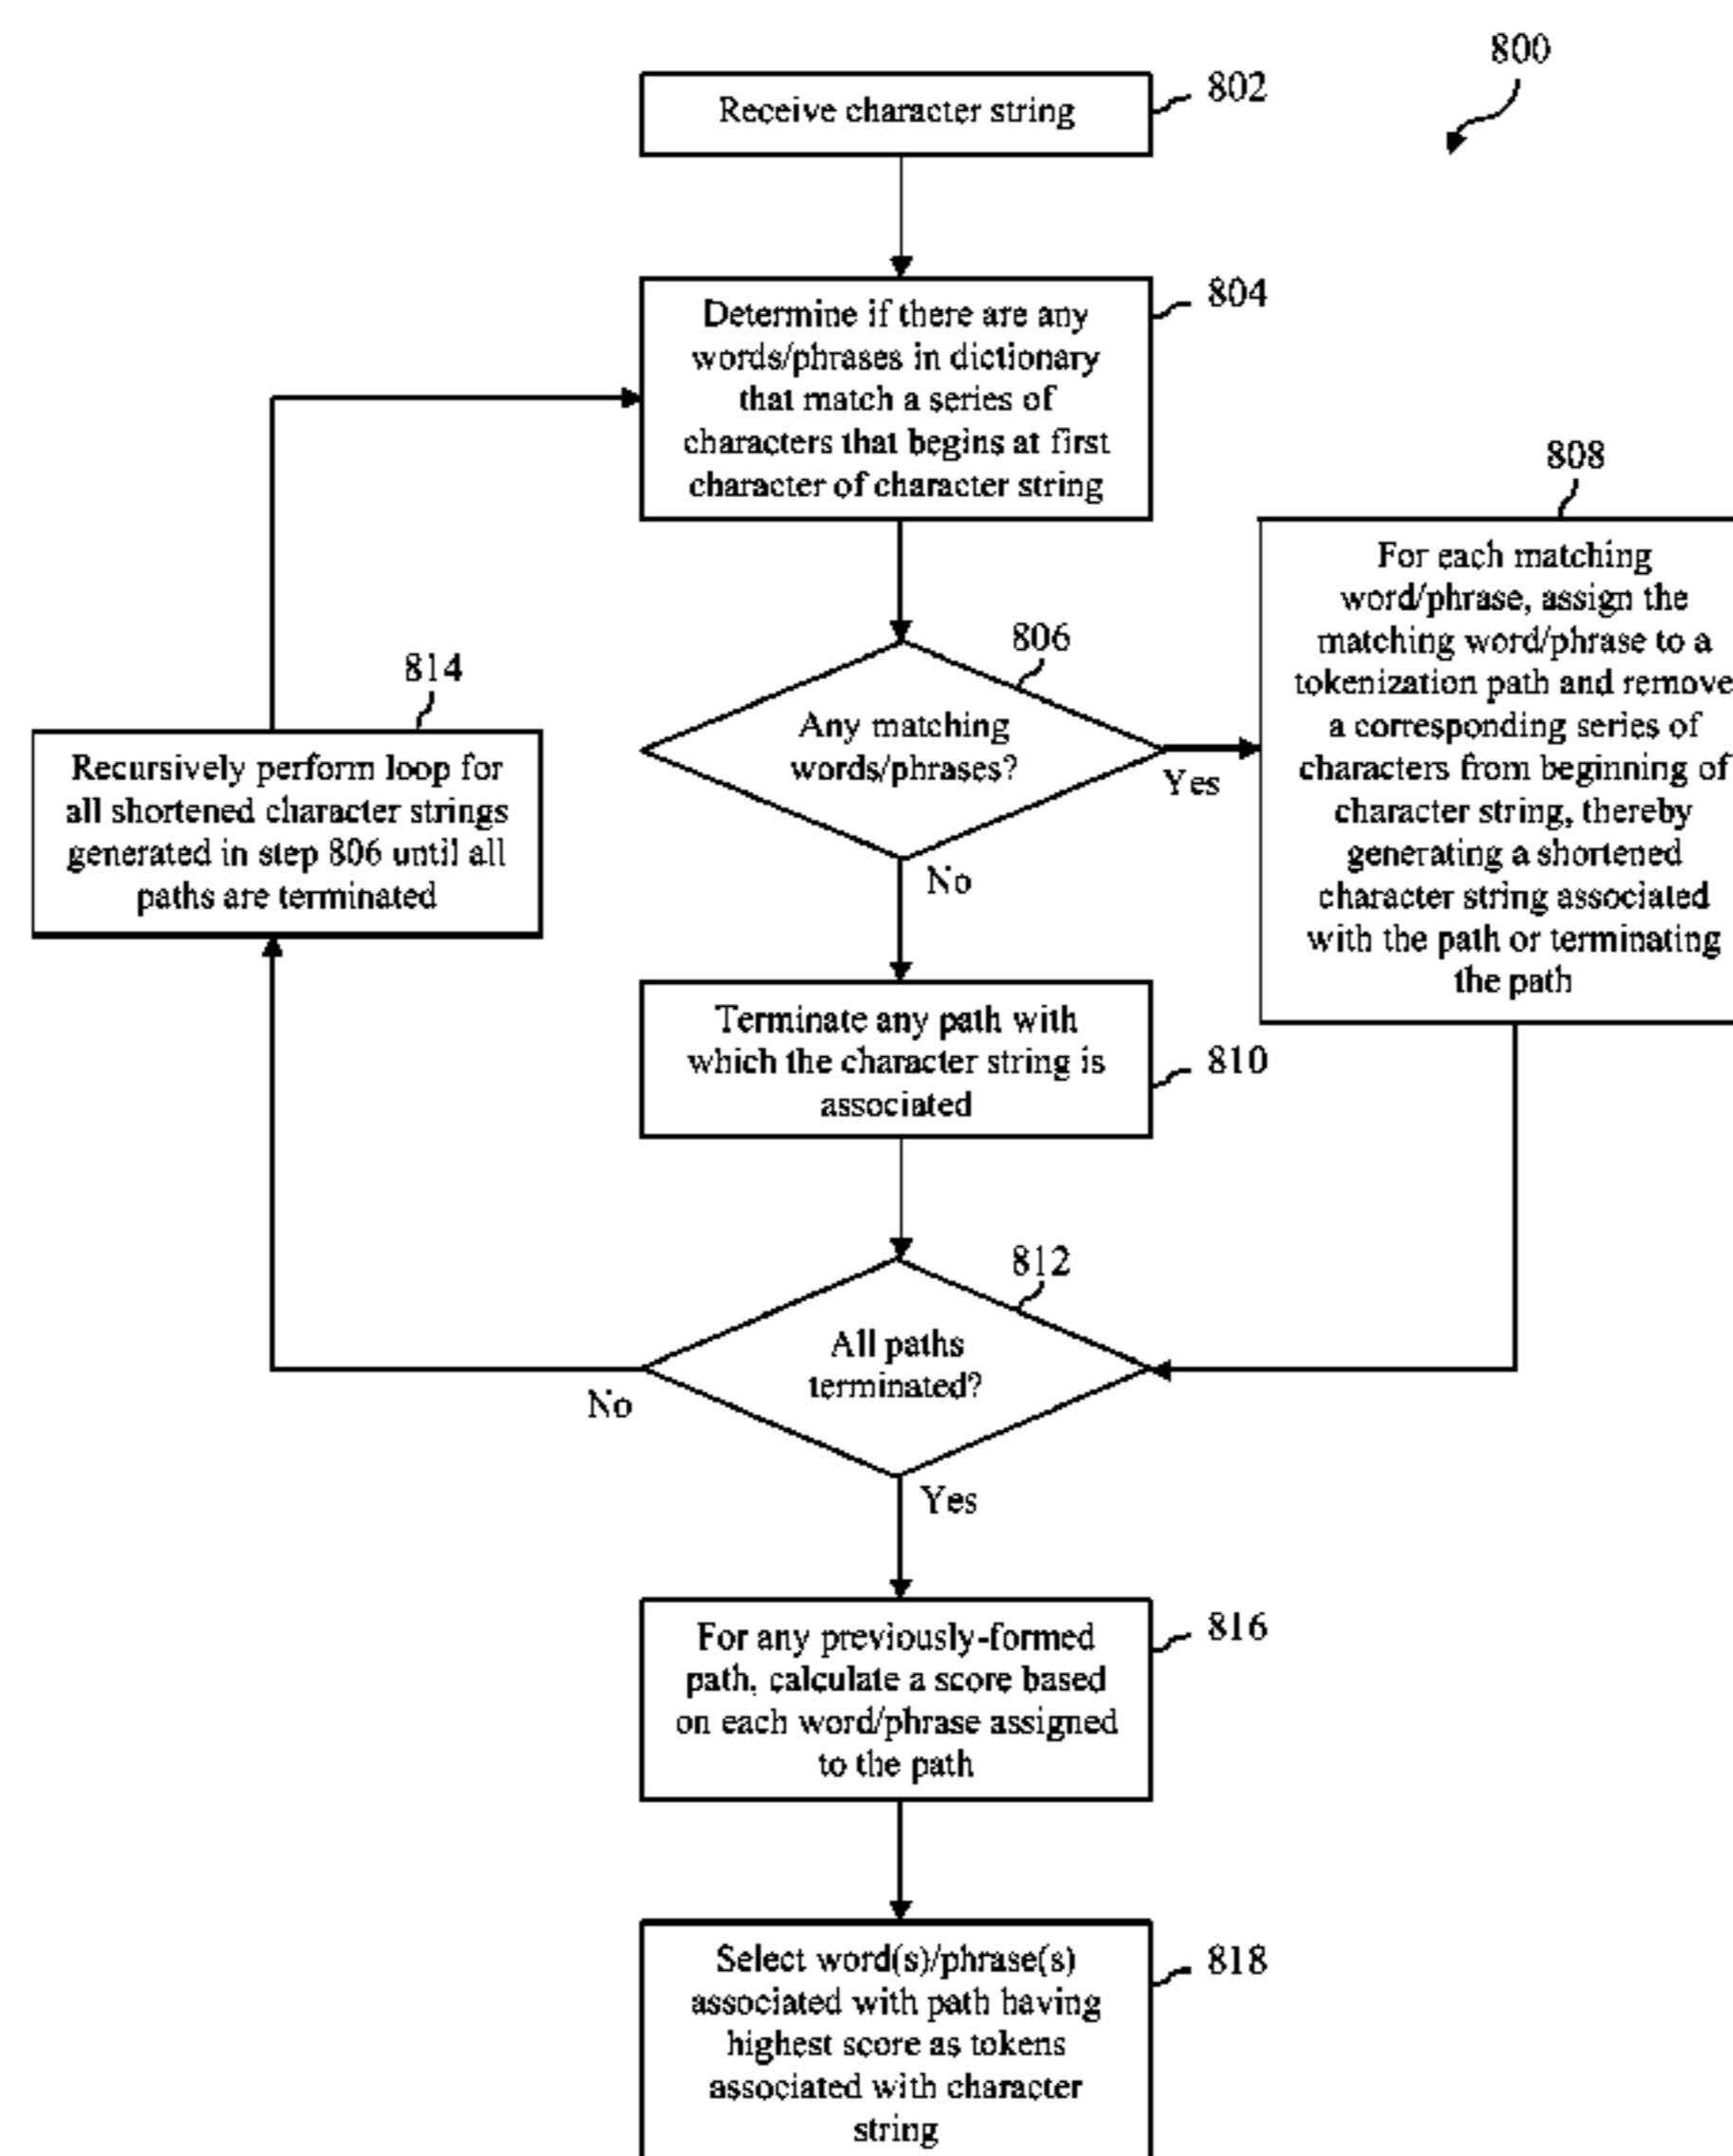 800
Receive character string
802
Determine if there are any
words/phrases in dictionary
that match a series of
characters that begins at first
character of character string
804
808
For each matching
word/phrase, assign the
matching word/phrase to a
tokenization path and remove
a corresponding series of
characters from beginning of
character string, thereby
generating a shortened
character string associated
with the path or terminating
the path
806
Any matching
words/phrases?
Yes
No
814
Recursively perform loop for
all shortened character strings
generated in step 806 until all
paths are terminated
Terminate any path with
which the character string is
associated
810
812
All paths
terminated?
No
Yes
For any previously-formed
path, calculate a score based
on each word/phrase assigned
to the path
816
Select word(s)/phrase(s)
associated with path having
highest score as tokens
associated with character
string
818